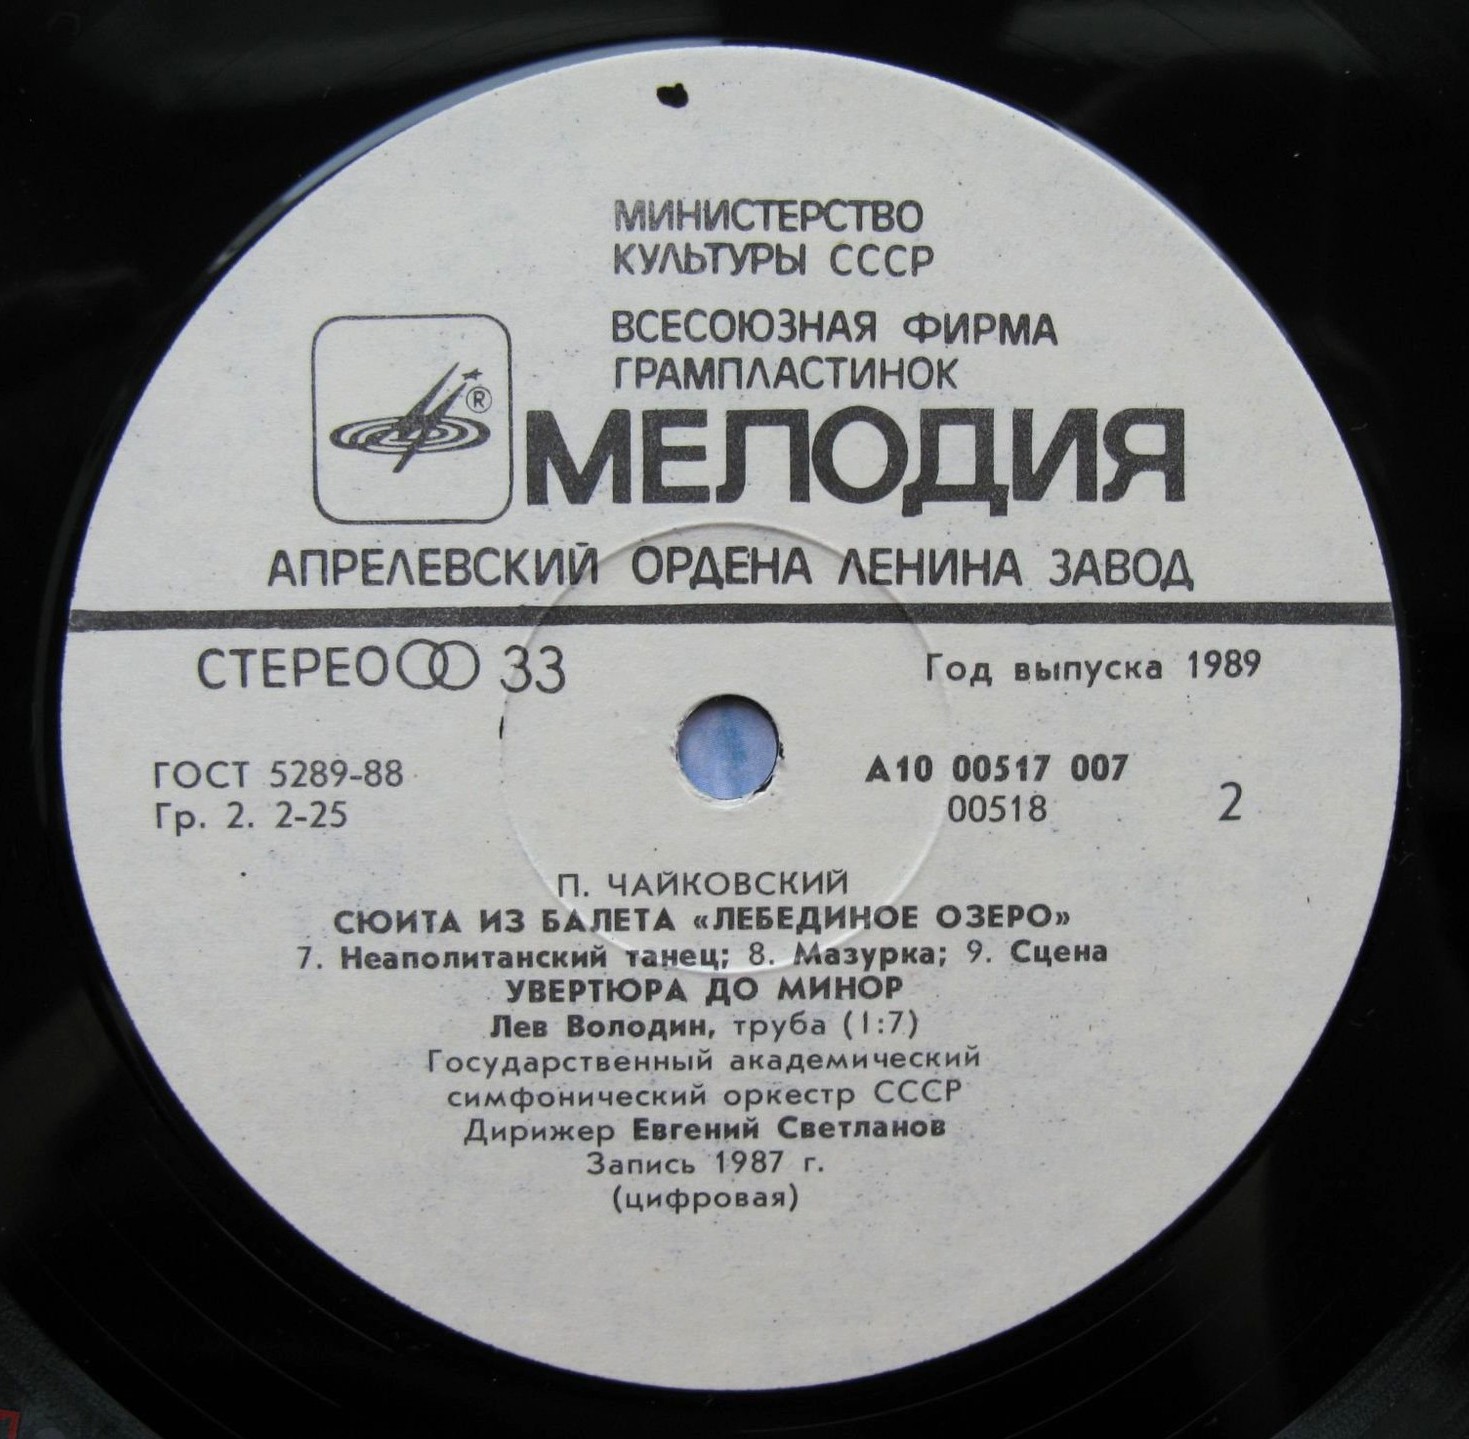 МИНИСТЕРСТВО
КУЛЬТУРЫ СССР
ВСЕСОЮЗНАЯ ФИРМА
ГРАМПЛАСТИНОК
®
МЕЛОДИЯ
АПРЕЛЕВСКИЙ ОРДЕНА ЛЕНИНА ЗАВОД
СТЕРЕО 33
Год выпуска 1989
ГОСТ 5289-88
Гр. 2. 2-25
А10 00517 007
00518
2
П. ЧАЙКОВСКИЙ
СЮИТА ИЗ БАЛЕТА «ЛЕБЕДИНОЕ ОЗЕРО»
7. Неаполитанский танец; 8. Мазурка; 9. Сцена
УВЕРТЮРА ДО МИНОР
Лев Володин, труба (1:7)
Государственный академический
симфонический оркестр СССР
Дирижер Евгений Светланов
Запись 1987 г.
(цифровая)